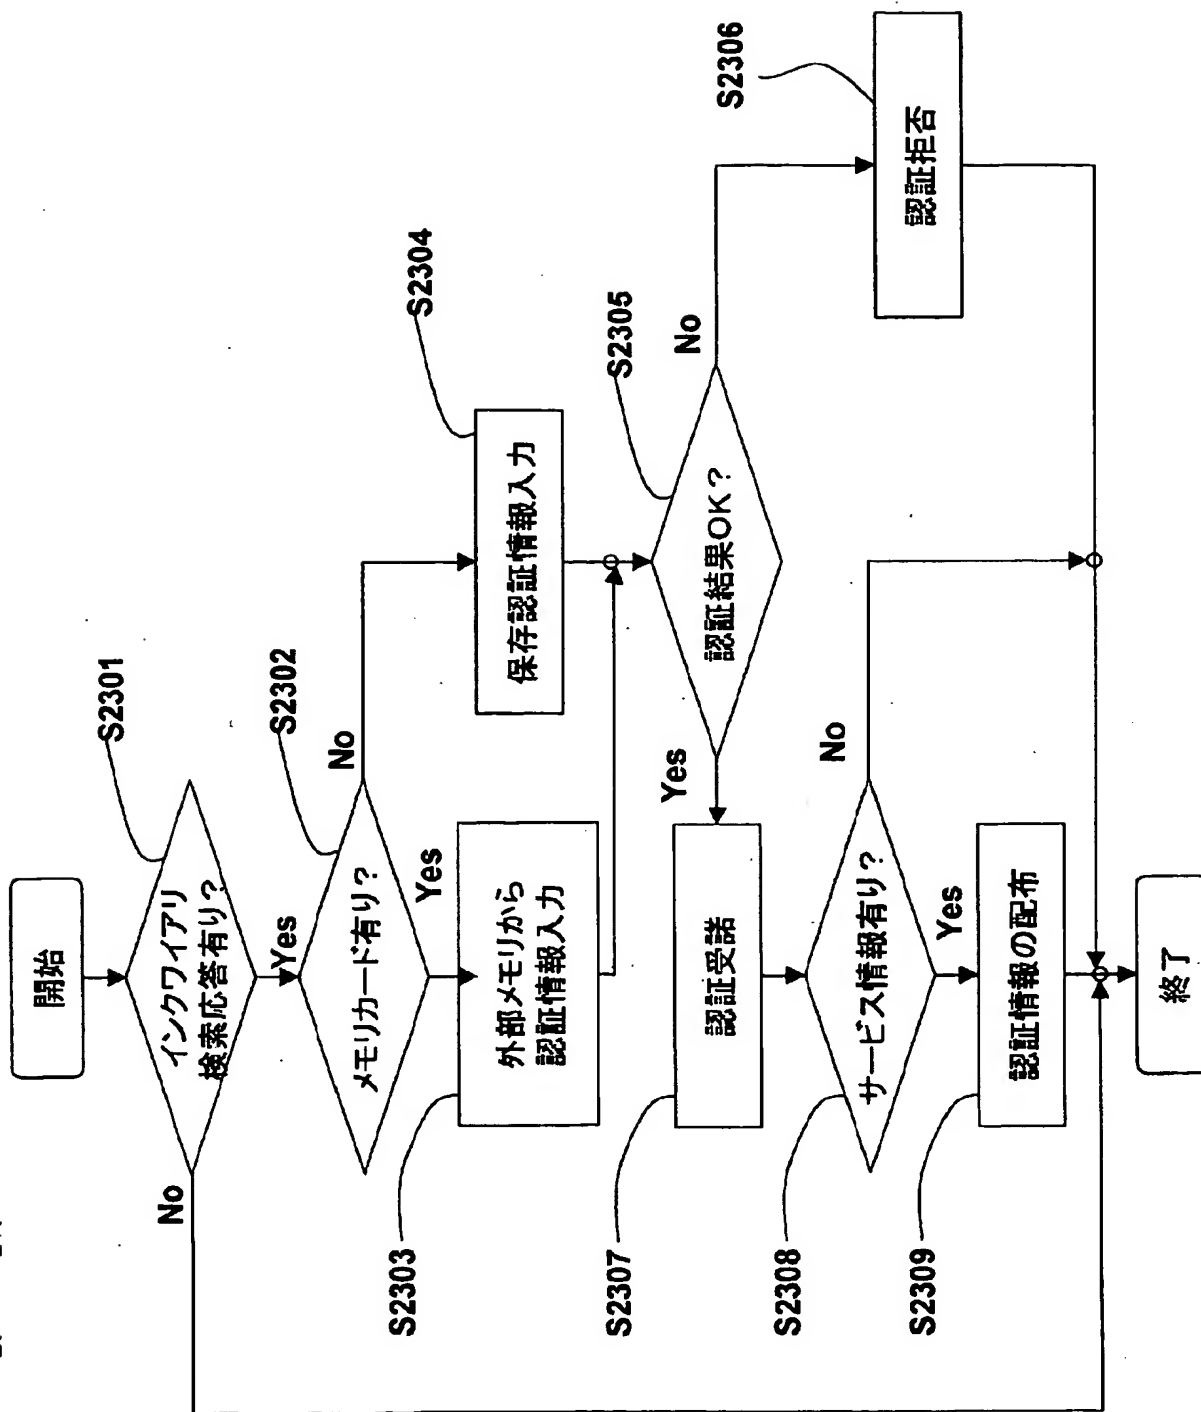 開始
インクワイアリ
検索応答有り？
S2301
No
Yes
メモリカード有り？
S2302
No
Yes
外部メモリから
認証情報入力
S2303
保存認証情報入力
S2304
認証結果OK？
S2305
No
Yes
認証拒否
S2306
認証受諾
S2307
サービス情報有り？
S2308
No
Yes
認証情報の配布
S2309
終了